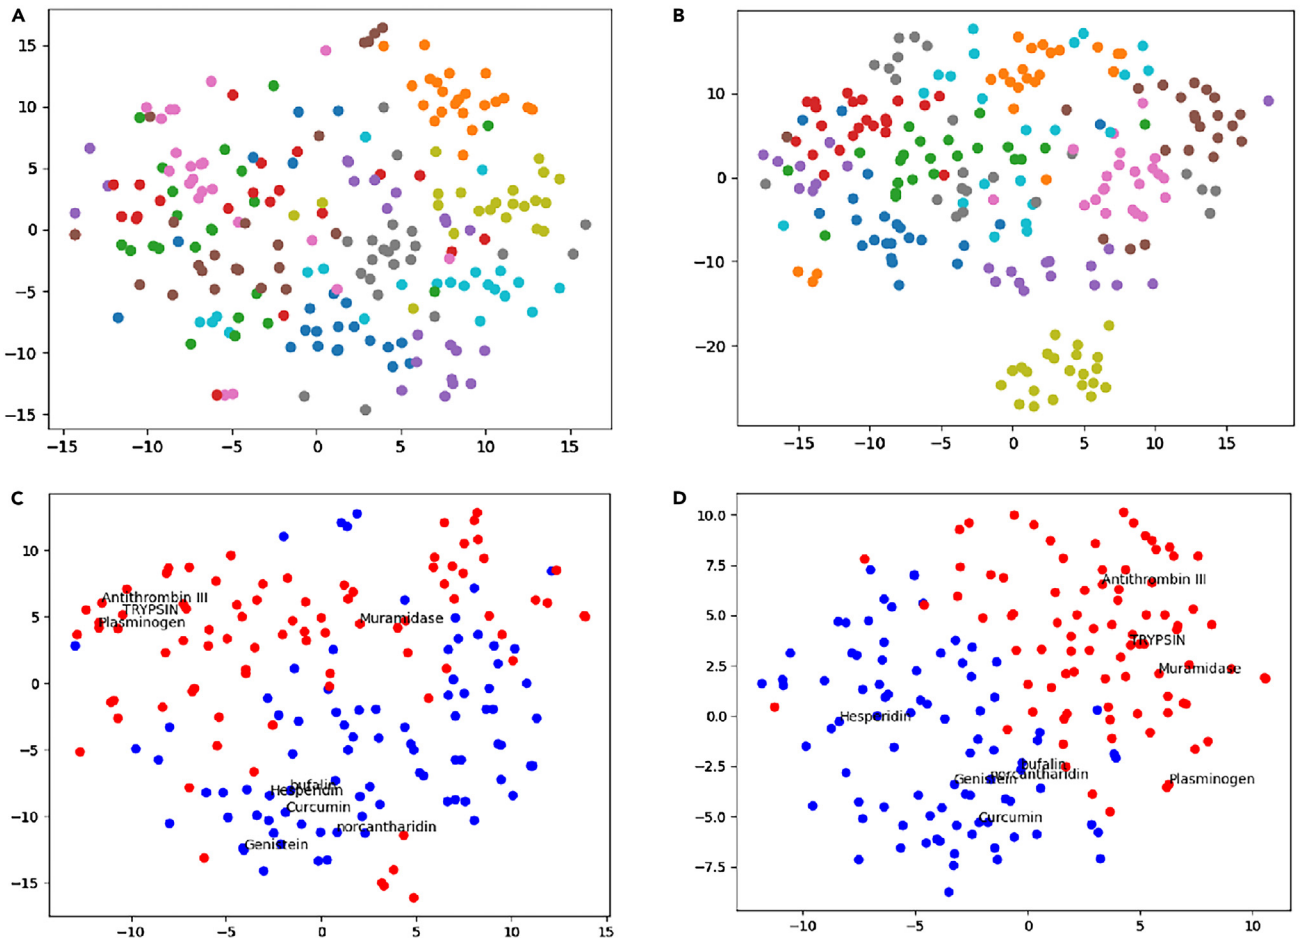 A
15
10
5
0
−5
−10
−15
−15
−10
−5
0
5
10
15
B
10
0
−10
−20
−15
−10
−5
0
5
10
15
C
10
5
0
−5
−10
−15
Antithrombin III
TRYPSIN
Plasminogen
Muramidase
bufalin
Hesperidin
Curcumin
norcantharidin
Genistein
−10
−5
0
5
10
15
D
10.0
7.5
5.0
2.5
0.0
−2.5
−5.0
−7.5
Antithrombin III
TRYPSIN
Muramidase
Hesperidin
bufalin
norcantharidin
Genistein
Plasminogen
Curcumin
−10
−5
0
5
10